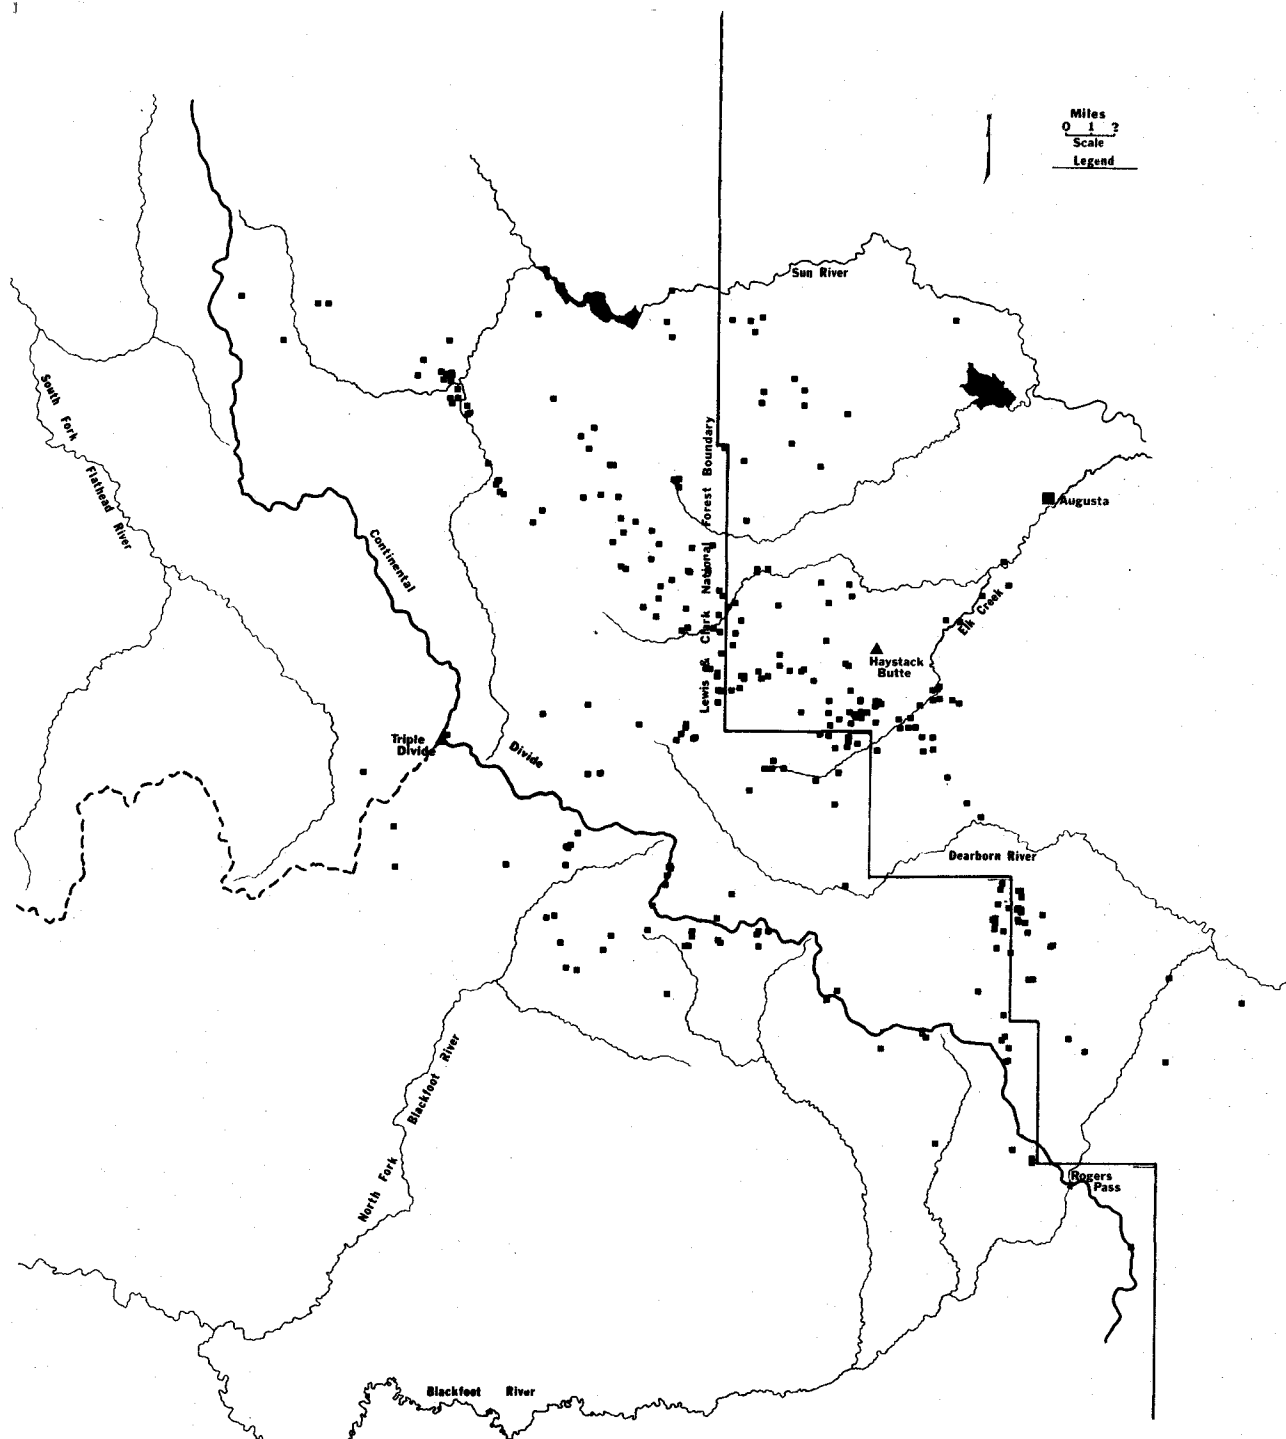 Miles
0 1 2
Scale
Legend
Sun River
South Fork Flathead River
Lewis & Clark National Forest Boundary
Augusta
Continental Divide
Elk Creek
Haystack
Butte
Triple
Divide
Dearborn River
North Fork Blackfoot River
Rogers
Pass
Blackfoot River